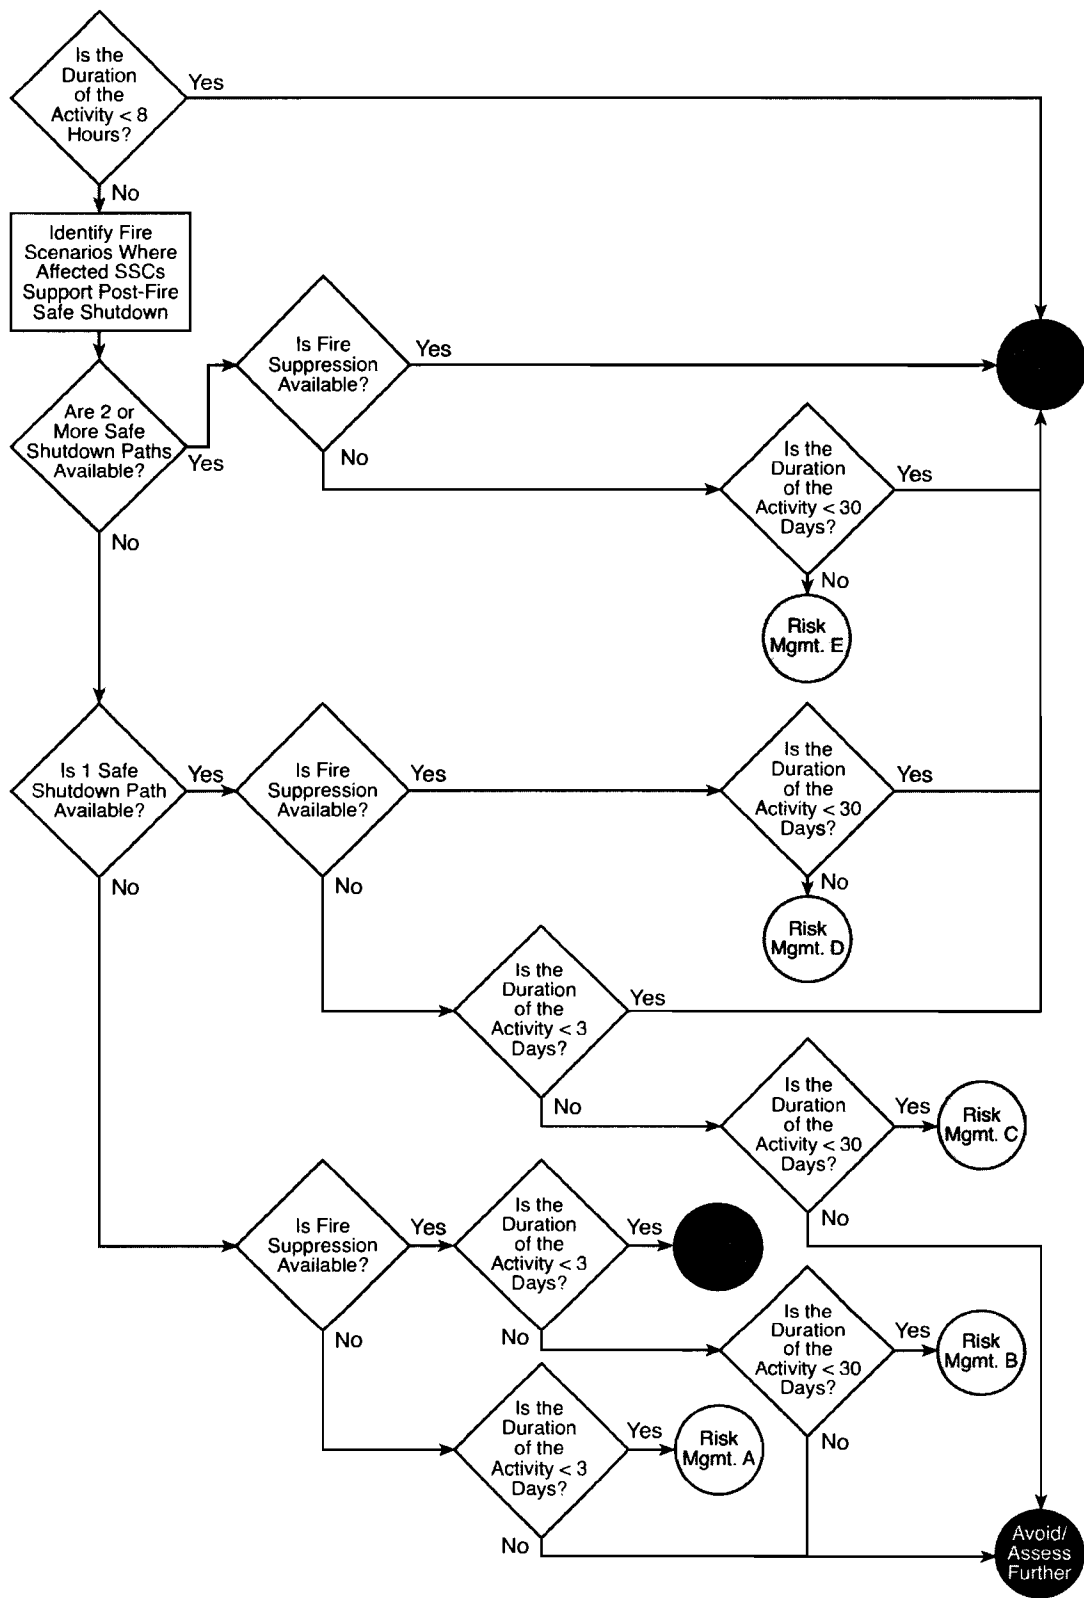 Is the
Duration
of the
Activity < 8
Hours?
Yes
No
Identify Fire
Scenarios Where
Affected SSCs
Support Post-Fire
Safe Shutdown
Is Fire
Suppression
Available?
Yes
No
Are 2 or
More Safe
Shutdown Paths
Available?
Yes
No
Is the
Duration
of the
Activity < 30
Days?
Yes
No
Risk
Mgmt. E
Is 1 Safe
Shutdown Path
Available?
Yes
No
Is Fire
Suppression
Available?
Yes
No
Is the
Duration
of the
Activity < 30
Days?
Yes
No
Risk
Mgmt. D
Is the
Duration
of the
Activity < 3
Days?
Yes
No
Is the
Duration
of the
Activity < 30
Days?
Yes
No
Risk
Mgmt. C
Is Fire
Suppression
Available?
Yes
No
Is the
Duration
of the
Activity < 3
Days?
Yes
No
Is the
Duration
of the
Activity < 30
Days?
Yes
No
Risk
Mgmt. B
Is the
Duration
of the
Activity < 3
Days?
Yes
No
Risk
Mgmt. A
Avoid/
Assess
Further